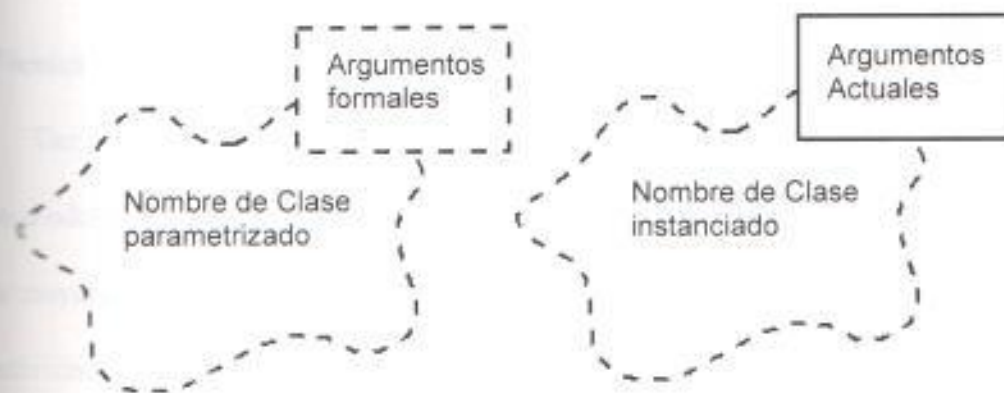 Argumentos
formales
Nombre de Clase
parametrizado
Argumentos
Actuales
Nombre de Clase
instanciado